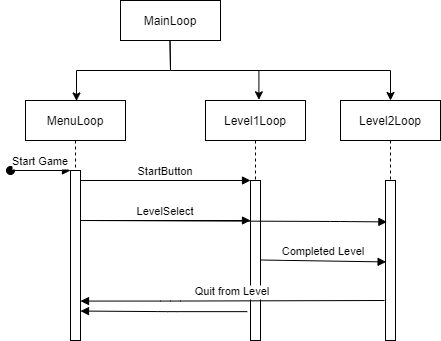 MainLoop
MenuLoop
Level1Loop
Level2Loop
Start Game
StartButton
LevelSelect
Completed Level
Quit from Level